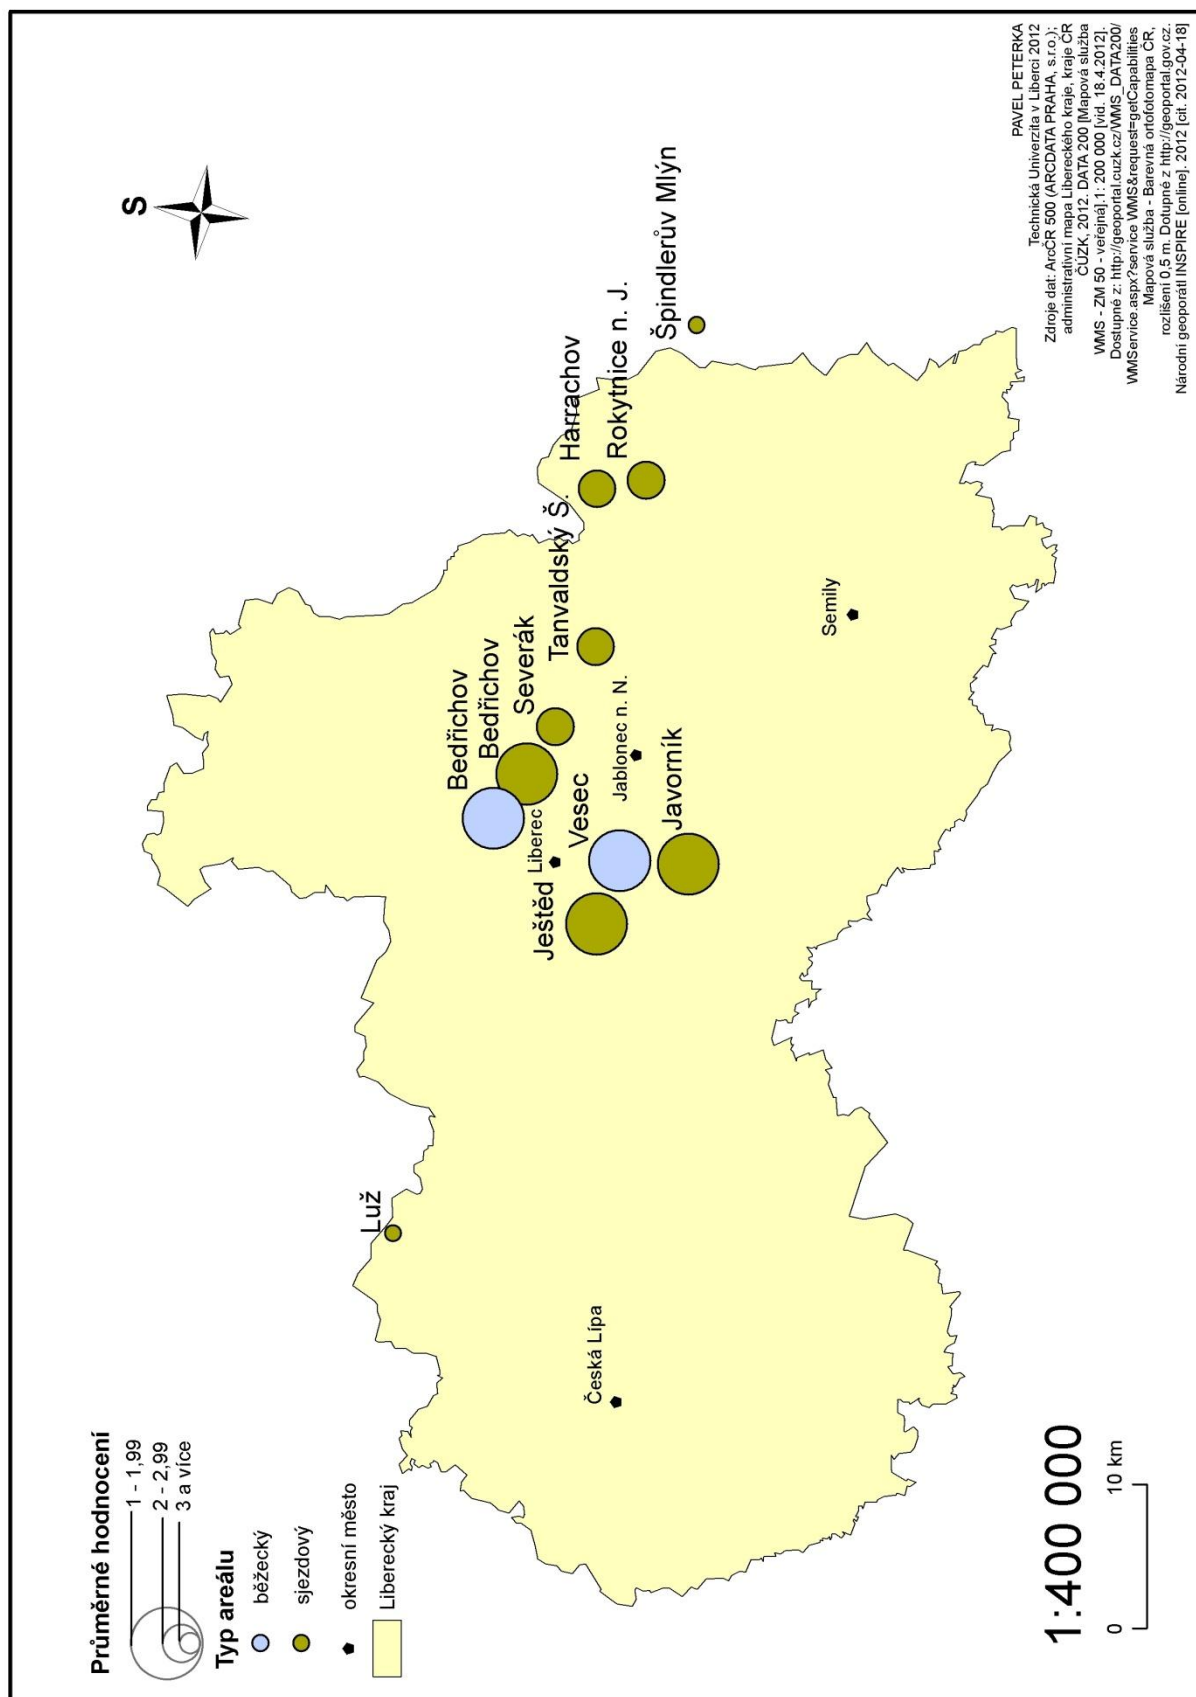 Průměrné hodnocení
1 - 1,99
2 - 2,99
3 a více
Typ areálu
běžecký
sjezdový
okresní město
Liberecký kraj
S
Luž
Česká Lípa
Bedřichov
Bedřichov
Severák
Tanvaldský Š.
Harrachov
Rokytnice n. J.
Špindlerův Mlýn
Liberec
Ještěd
Vesec
Jablonec n. N.
Javorník
Semily
1:400 000
0
10 km
PAVEL PETERKA
Technická Univerzita v Liberci 2012
Zdroje dat: ArcČR 500 (ARCDATA PRAHA, s.r.o.);
administrativní mapa Libereckého kraje, kraje ČR
ČÚZK, 2012. DATA 200 [Mapová služba
WMS - ZM 50 - veřejná].1: 200 000 [vid. 18.4.2012].
Dostupné z: http://geoportal.cuzk.cz/WMS_DATA200/
WMService.aspx?service WMS&request=getCapabilities
Mapová služba - Barevná ortofotomapa ČR,
rozlišení 0,5 m. Dotupné z http://geoportal.gov.cz.
Národní geoporátl INSPIRE [online]. 2012 [cit. 2012-04-18]